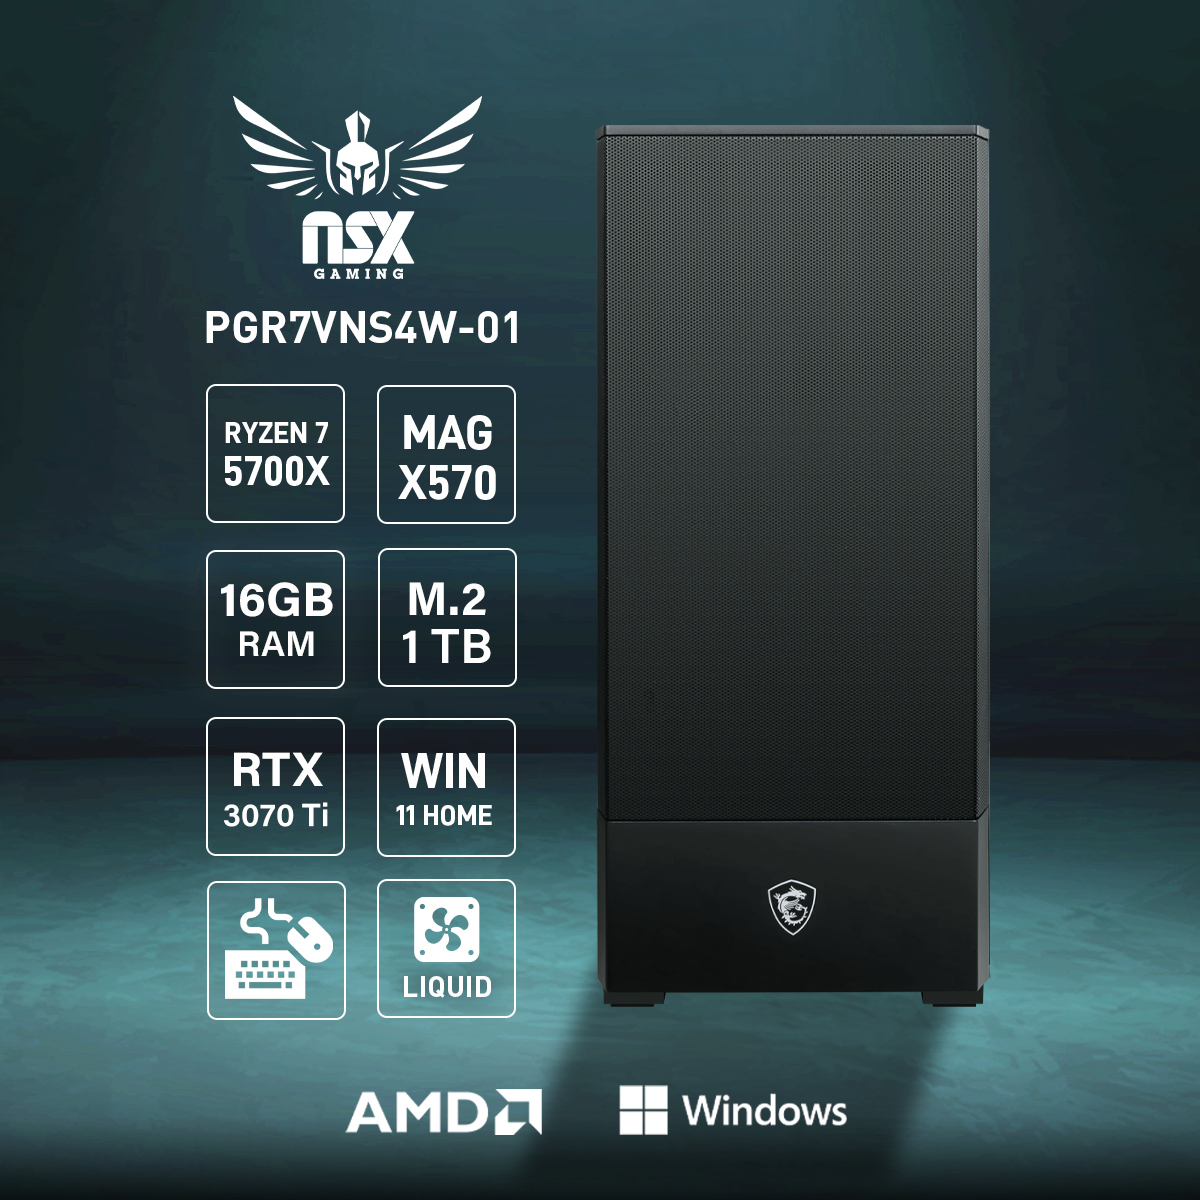 NSX
GAMING
PGR7VNS4W-01
RYZEN 7
5700X
MAG
X570
16GB
RAM
M.2
1 TB
RTX
3070 Ti
WIN
11 HOME
LIQUID
AMD
Windows